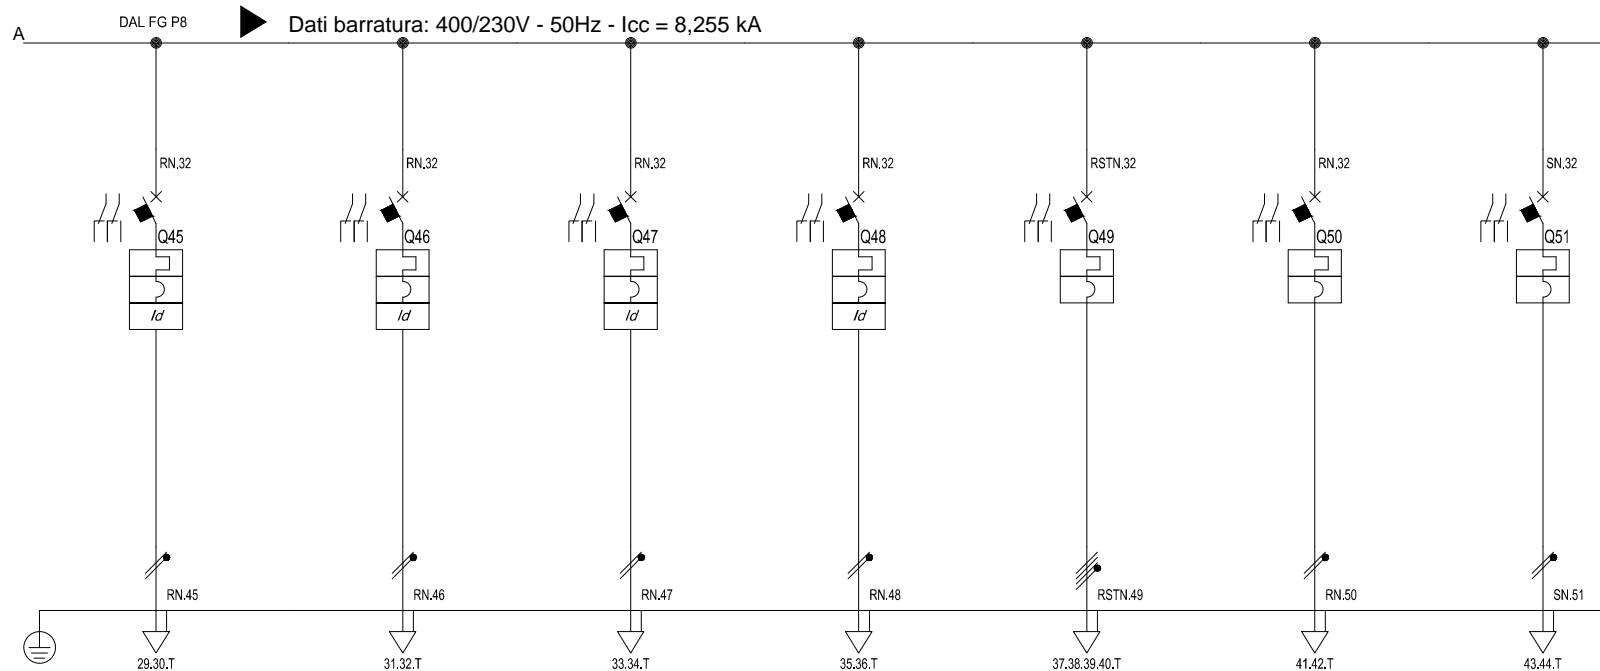 DAL FG P8
Dati barratura: 400/230V - 50Hz - Icc = 8,255 kA
A
RN.32 RN.32 RN.32 RN.32 RSTN.32 RN.32 SN.32
Q45 Q46 Q47 Q48 Q49 Q50 Q51
Id Id Id Id
RN.45 RN.46 RN.47 RN.48 RSTN.49 RN.50 SN.51
29.30.T 31.32.T 33.34.T 35.36.T 37.38.39.40.T 41.42.T 43.44.T